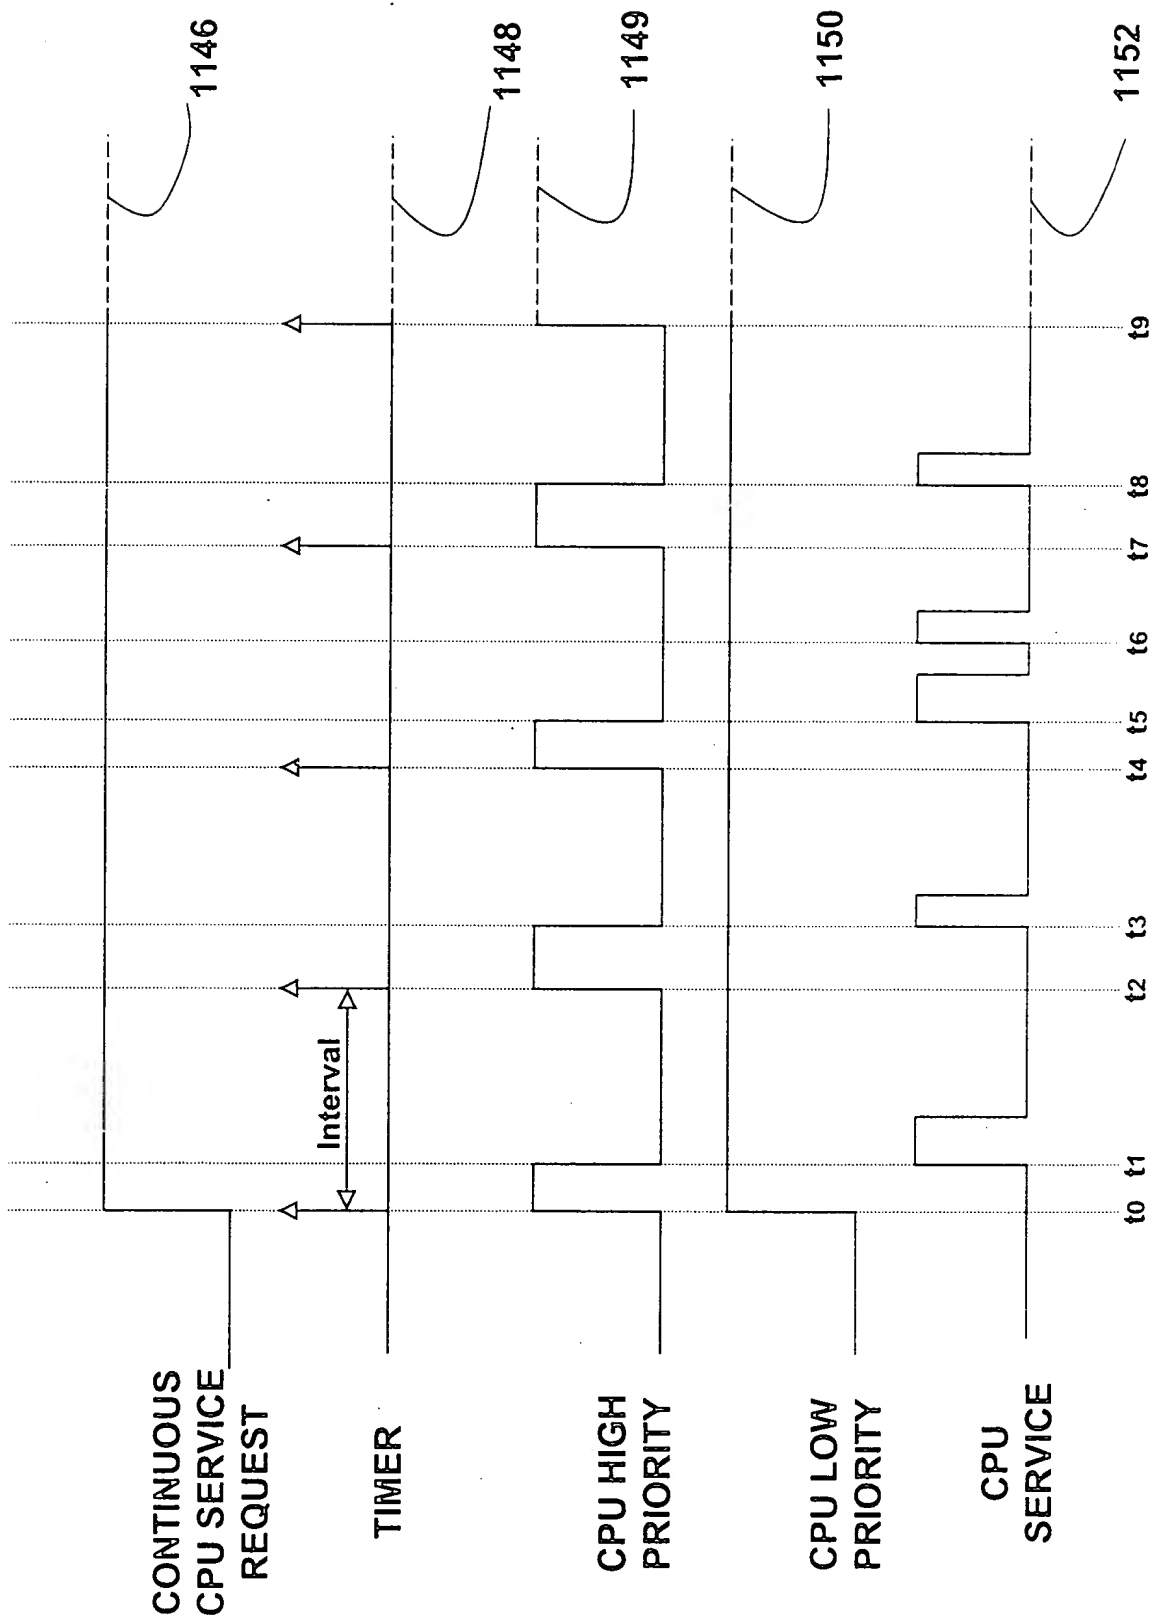 CONTINUOUS
CPU SERVICE
REQUEST
1146
TIMER
Interval
1148
CPU HIGH
PRIORITY
1149
CPU LOW
PRIORITY
1150
CPU
SERVICE
1152
t0 t1 t2 t3 t4 t5 t6 t7 t8 t9